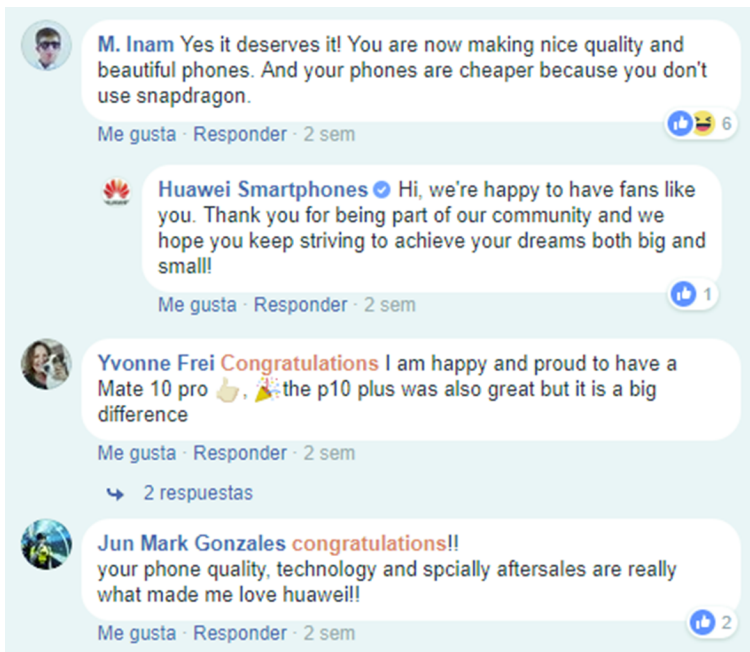 M. Inam Yes it deserves it! You are now making nice quality and
beautiful phones. And your phones are cheaper because you don't
use snapdragon.
Me gusta · Responder · 2 sem
6
Huawei Smartphones Hi, we're happy to have fans like
you. Thank you for being part of our community and we
hope you keep striving to achieve your dreams both big and
small!
Me gusta · Responder · 2 sem
1
Yvonne Frei Congratulations I am happy and proud to have a
Mate 10 pro 👍🏻, 🎉the p10 plus was also great but it is a big
difference
Me gusta · Responder · 2 sem
2 respuestas
Jun Mark Gonzales congratulations!!
your phone quality, technology and spcially aftersales are really
what made me love huawei!!
2
Me gusta · Responder · 2 sem